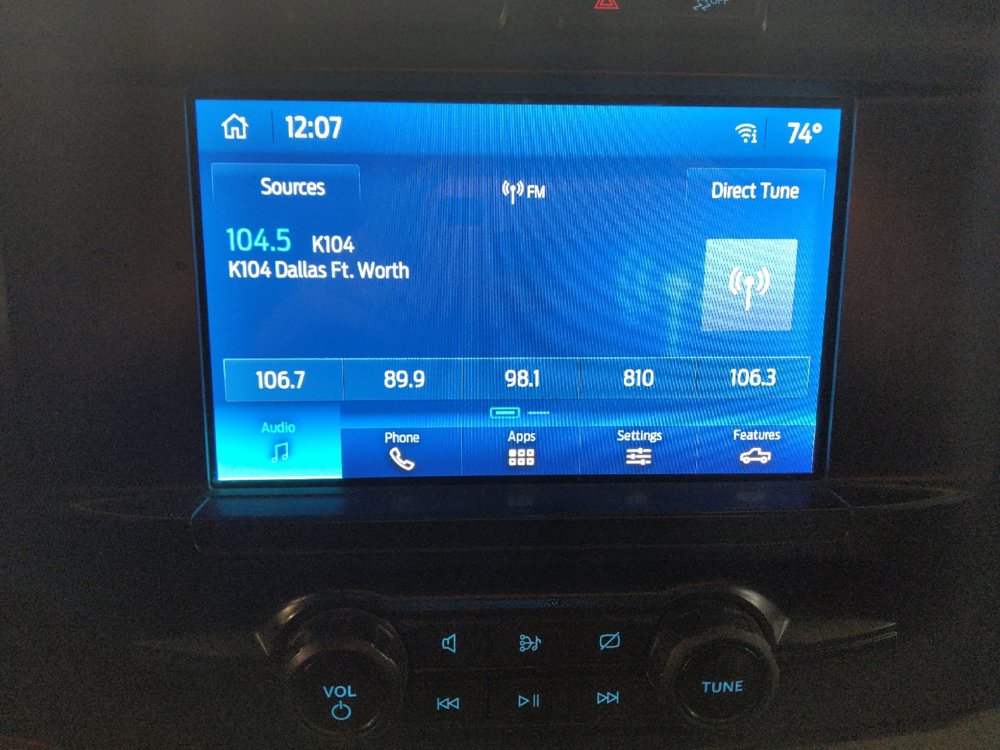 OFF
12:07
74°
Sources
FM
Direct Tune
104.5 K104
K104 Dallas Ft. Worth
106.7 89.9 98.1 810 106.3
Audio Phone Apps Settings Features
VOL
TUNE